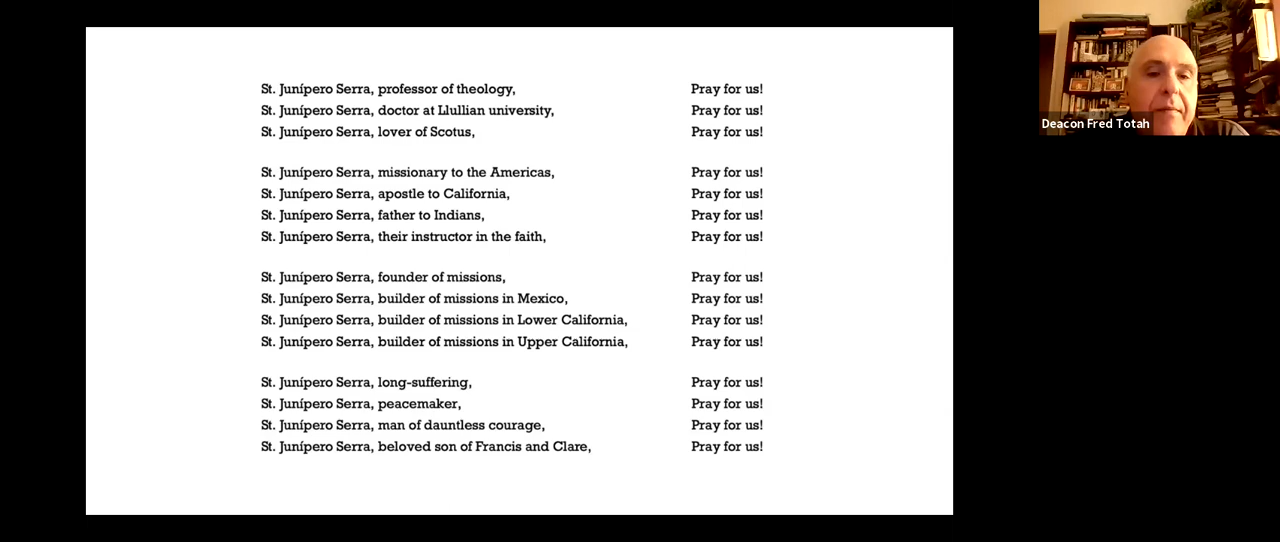 St. Junípero Serra, professor of theology, Pray for us!
St. Junípero Serra, doctor at Llullian university, Pray for us!
St. Junípero Serra, lover of Scotus, Pray for us!
St. Junípero Serra, missionary to the Americas, Pray for us!
St. Junípero Serra, apostle to California, Pray for us!
St. Junípero Serra, father to Indians, Pray for us!
St. Junípero Serra, their instructor in the faith, Pray for us!
St. Junípero Serra, founder of missions, Pray for us!
St. Junípero Serra, builder of missions in Mexico, Pray for us!
St. Junípero Serra, builder of missions in Lower California, Pray for us!
St. Junípero Serra, builder of missions in Upper California, Pray for us!
St. Junípero Serra, long-suffering, Pray for us!
St. Junípero Serra, peacemaker, Pray for us!
St. Junípero Serra, man of dauntless courage, Pray for us!
St. Junípero Serra, beloved son of Francis and Clare, Pray for us!
Deacon Fred Totah